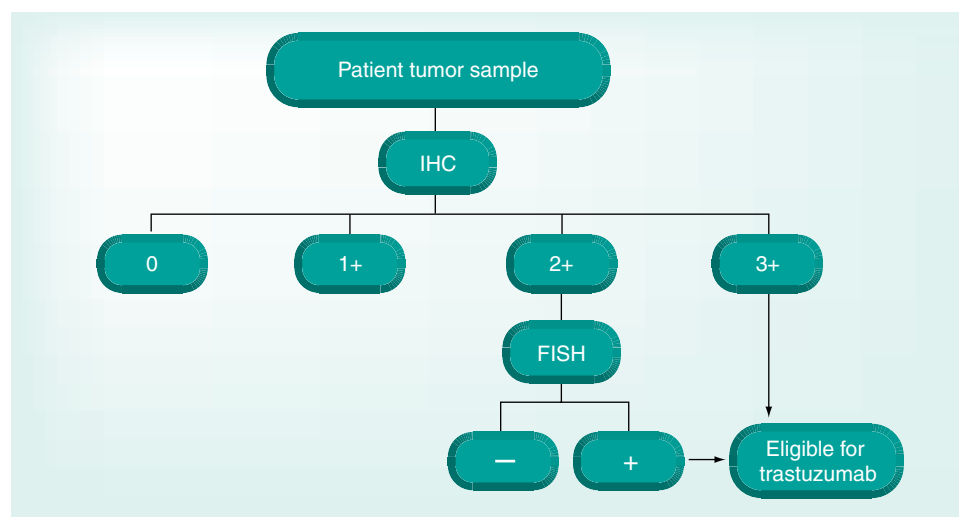 Patient tumor sample
IHC
0
1+
2+
3+
FISH
—
+
Eligible for
trastuzumab